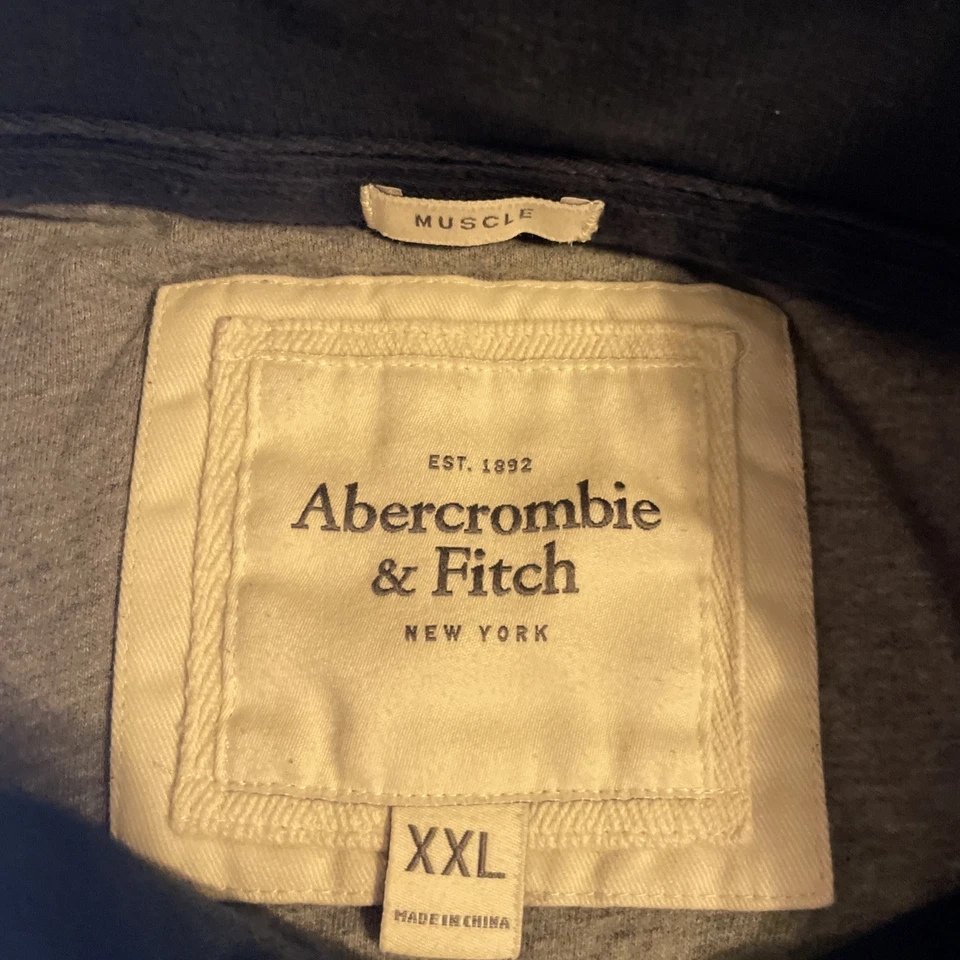 MUSCLE
EST. 1892
Abercrombie
& Fitch
NEW YORK
XXL
MADE IN CHINA